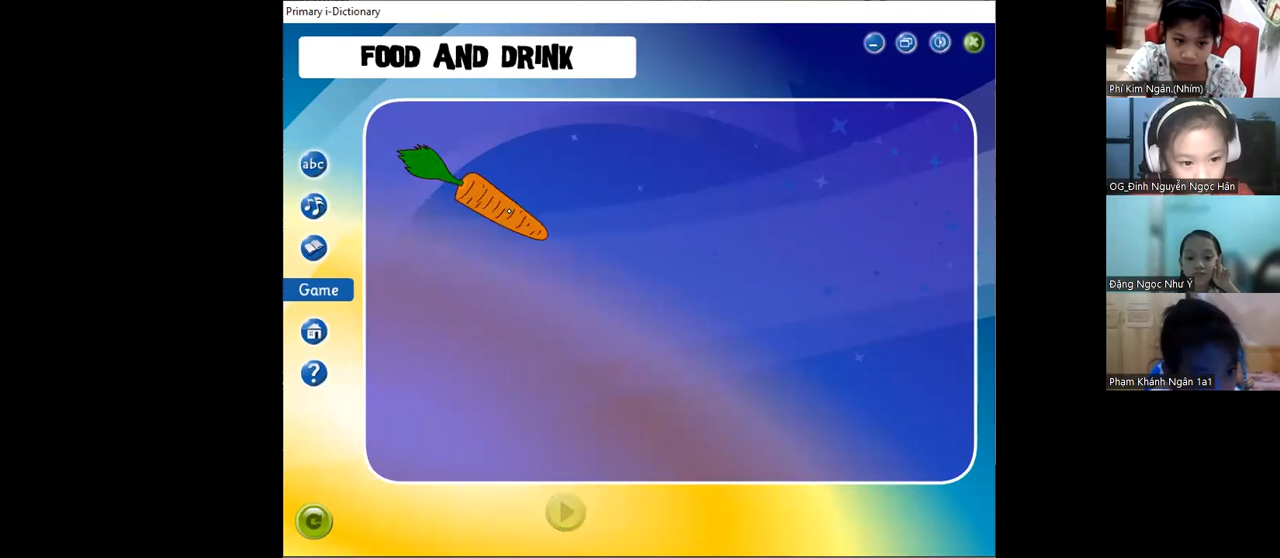 Primary i-Dictionary
FOOD AND DRINK
abc
Game
?
Phí Kim Ngân.(Nhím)
OG_Đinh Nguyễn Ngọc Hân
Đặng Ngọc Như Ý
Phạm Khánh Ngân 1a1